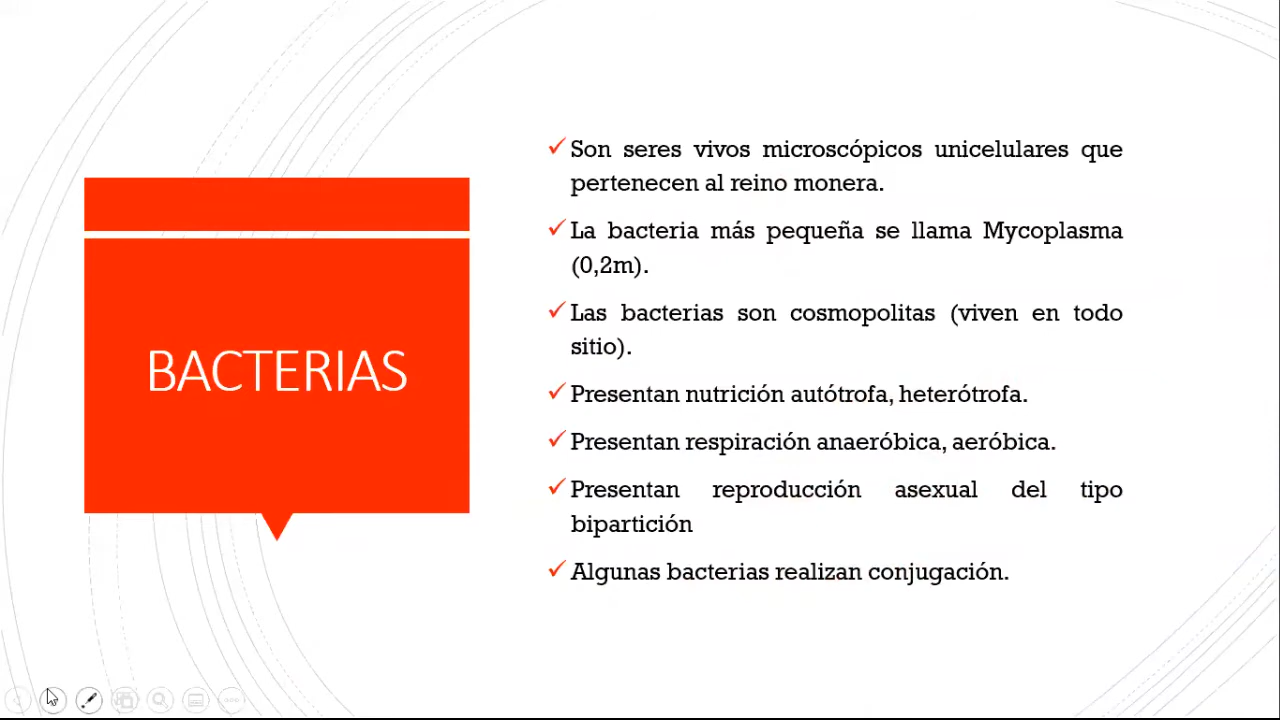 BACTERIAS
Son seres vivos microscópicos unicelulares que
pertenecen al reino monera.
La bacteria más pequeña se llama Mycoplasma
(0,2m).
Las bacterias son cosmopolitas (viven en todo
sitio).
Presentan nutrición autótrofa, heterótrofa.
Presentan respiración anaeróbica, aeróbica.
Presentan reproducción asexual del tipo
bipartición
Algunas bacterias realizan conjugación.